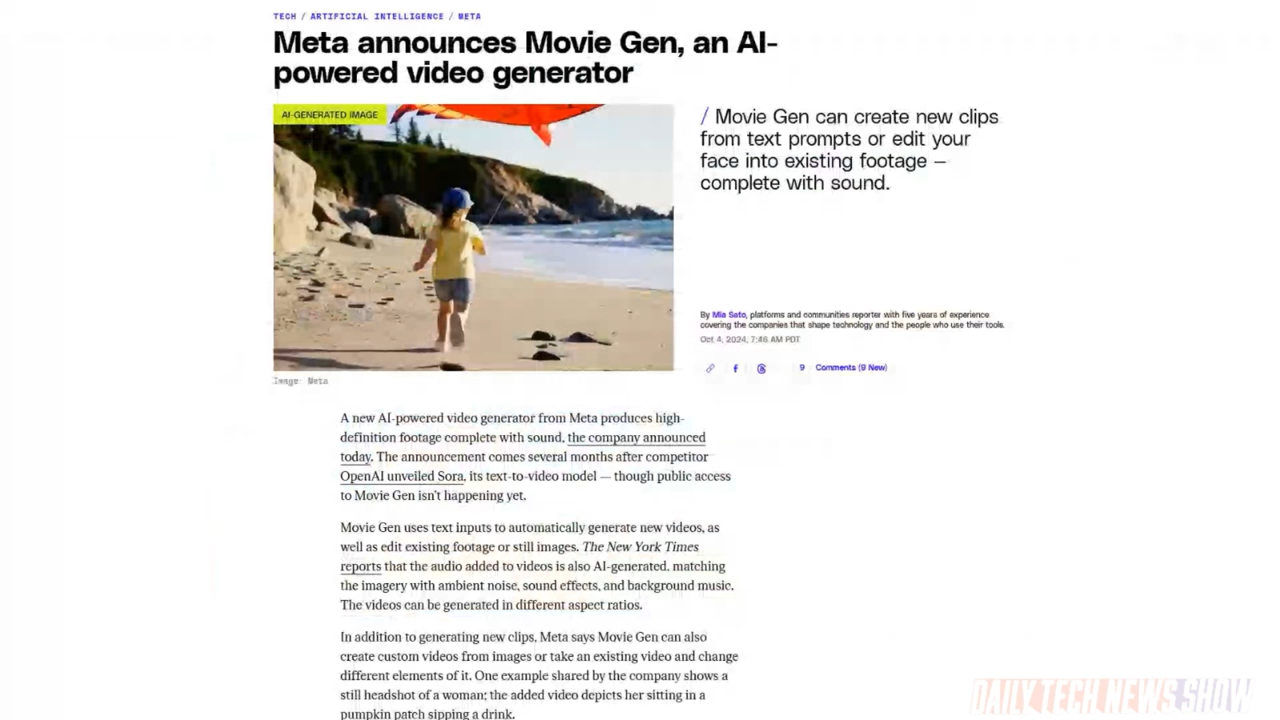 TECH / ARTIFICIAL INTELLIGENCE / META
Meta announces Movie Gen, an AI-
powered video generator
AI-GENERATED IMAGE
/ Movie Gen can create new clips
from text prompts or edit your
face into existing footage —
complete with sound.
By Mia Sato, platforms and communities reporter with five years of experience
covering the companies that shape technology and the people who use their tools.
Oct 4, 2024, 7:46 AM PDT
9 Comments (9 New)
Image: Meta
A new AI-powered video generator from Meta produces high-
definition footage complete with sound, the company announced
today. The announcement comes several months after competitor
OpenAI unveiled Sora, its text-to-video model — though public access
to Movie Gen isn't happening yet.
Movie Gen uses text inputs to automatically generate new videos, as
well as edit existing footage or still images. The New York Times
reports that the audio added to videos is also AI-generated, matching
the imagery with ambient noise, sound effects, and background music.
The videos can be generated in different aspect ratios.
In addition to generating new clips, Meta says Movie Gen can also
create custom videos from images or take an existing video and change
different elements of it. One example shared by the company shows a
still headshot of a woman; the added video depicts her sitting in a
pumpkin patch sipping a drink.
DAILY TECH NEWS SHOW